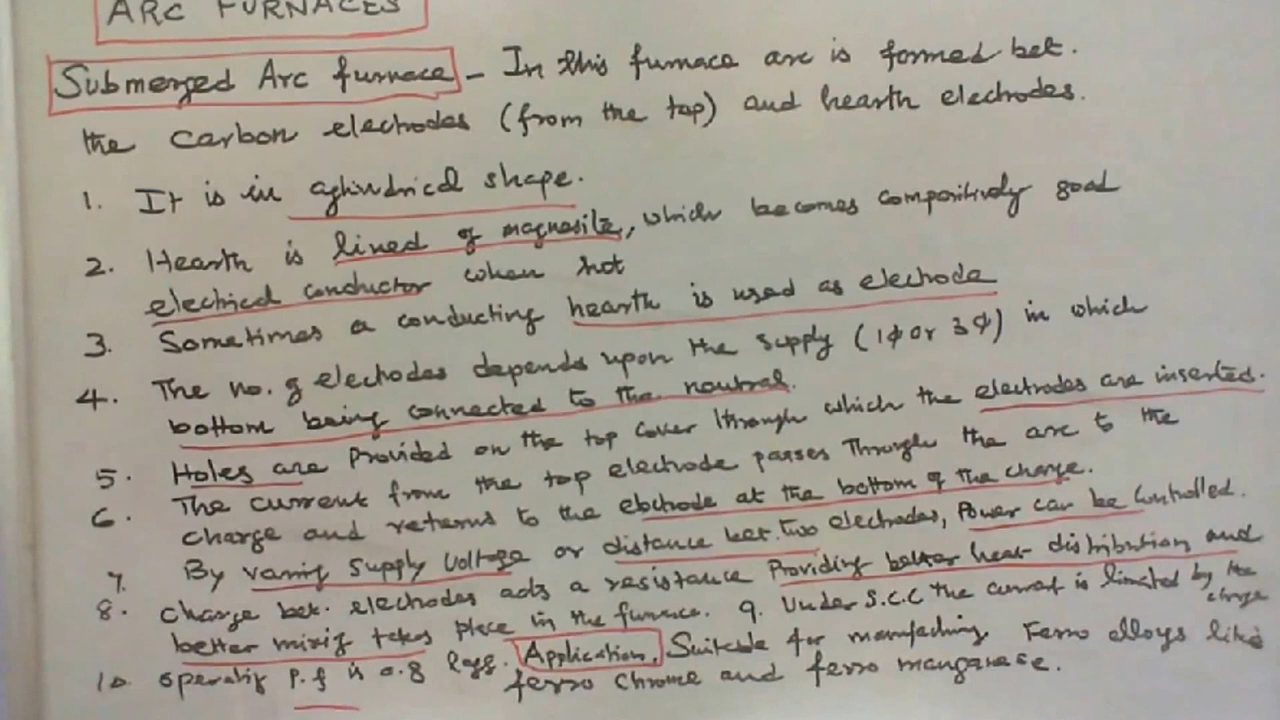 ARC FURNACES
Submerged Arc furnace - In this furnace arc is formed bet.
the carbon electrodes (from the top) and hearth electrodes.
1. It is in cylindrical shape.
2. Hearth is lined of magnesite, which becomes compositively good
electrical conductor when hot
3. Sometimes a conducting hearth is used as electrode
4. The no. of electrodes depends upon the supply (1φ or 3φ) in which
bottom being connected to the neutral.
5. Holes are provided on the top cover through which the electrodes are inserted.
6. The current from the top electrode passes through the arc to the
charge and returns to the electrode at the bottom of the charge.
7. By varing supply voltage or distance bet. two electrodes, power can be controlled.
8. Charge bet. electrodes acts a resistance providing better heat distribution and
better mixing takes place in the furnace. 9. Under S.C.C the current is limited by the charge
10. operating p.f is 0.8 lagg. Application. Suitable for manufaching Ferro alloys like
ferro chrome and ferro manganese.